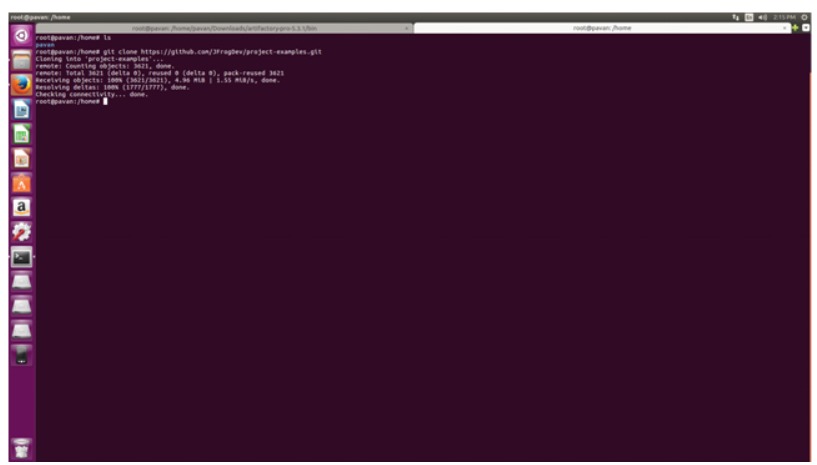 root@pavan: /home
2:15PM
root@pavan: /home/pavan/Downloads/artifactory-pro-5.3.1/bin
root@pavan: /home
root@pavan:/home# ls
pavan
root@pavan:/home# git clone https://github.com/JFrogDev/project-examples.git
Cloning into 'project-examples'...
remote: Counting objects: 3621, done.
remote: Total 3621 (delta 0), reused 0 (delta 0), pack-reused 3621
Receiving objects: 100% (3621/3621), 4.96 MiB | 1.55 MiB/s, done.
Resolving deltas: 100% (1777/1777), done.
Checking connectivity... done.
root@pavan:/home#